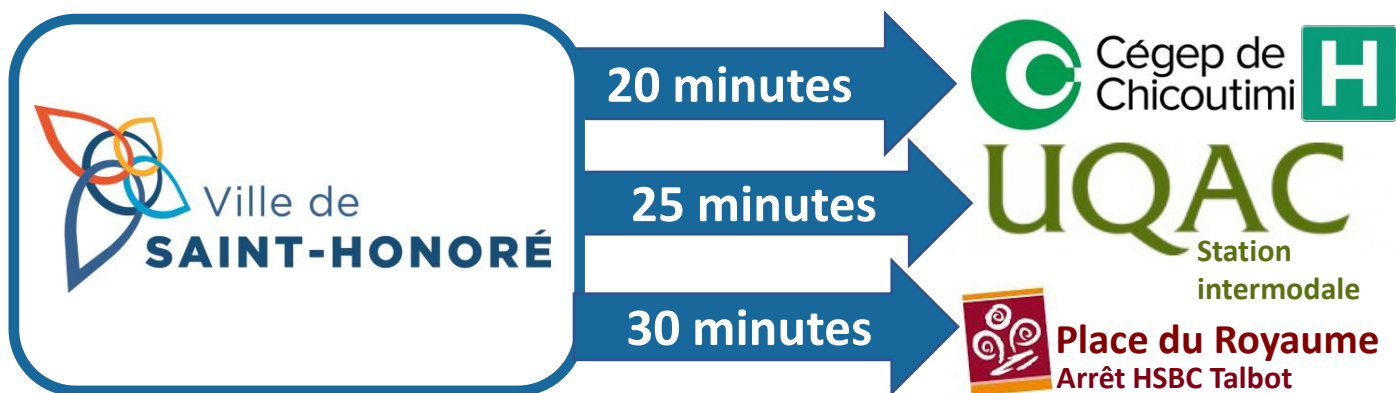 Ville de
SAINT-HONORÉ
20 minutes
Cégep de
Chicoutimi
H
25 minutes
UQAC
Station
intermodale
30 minutes
Place du Royaume
Arrêt HSBC Talbot